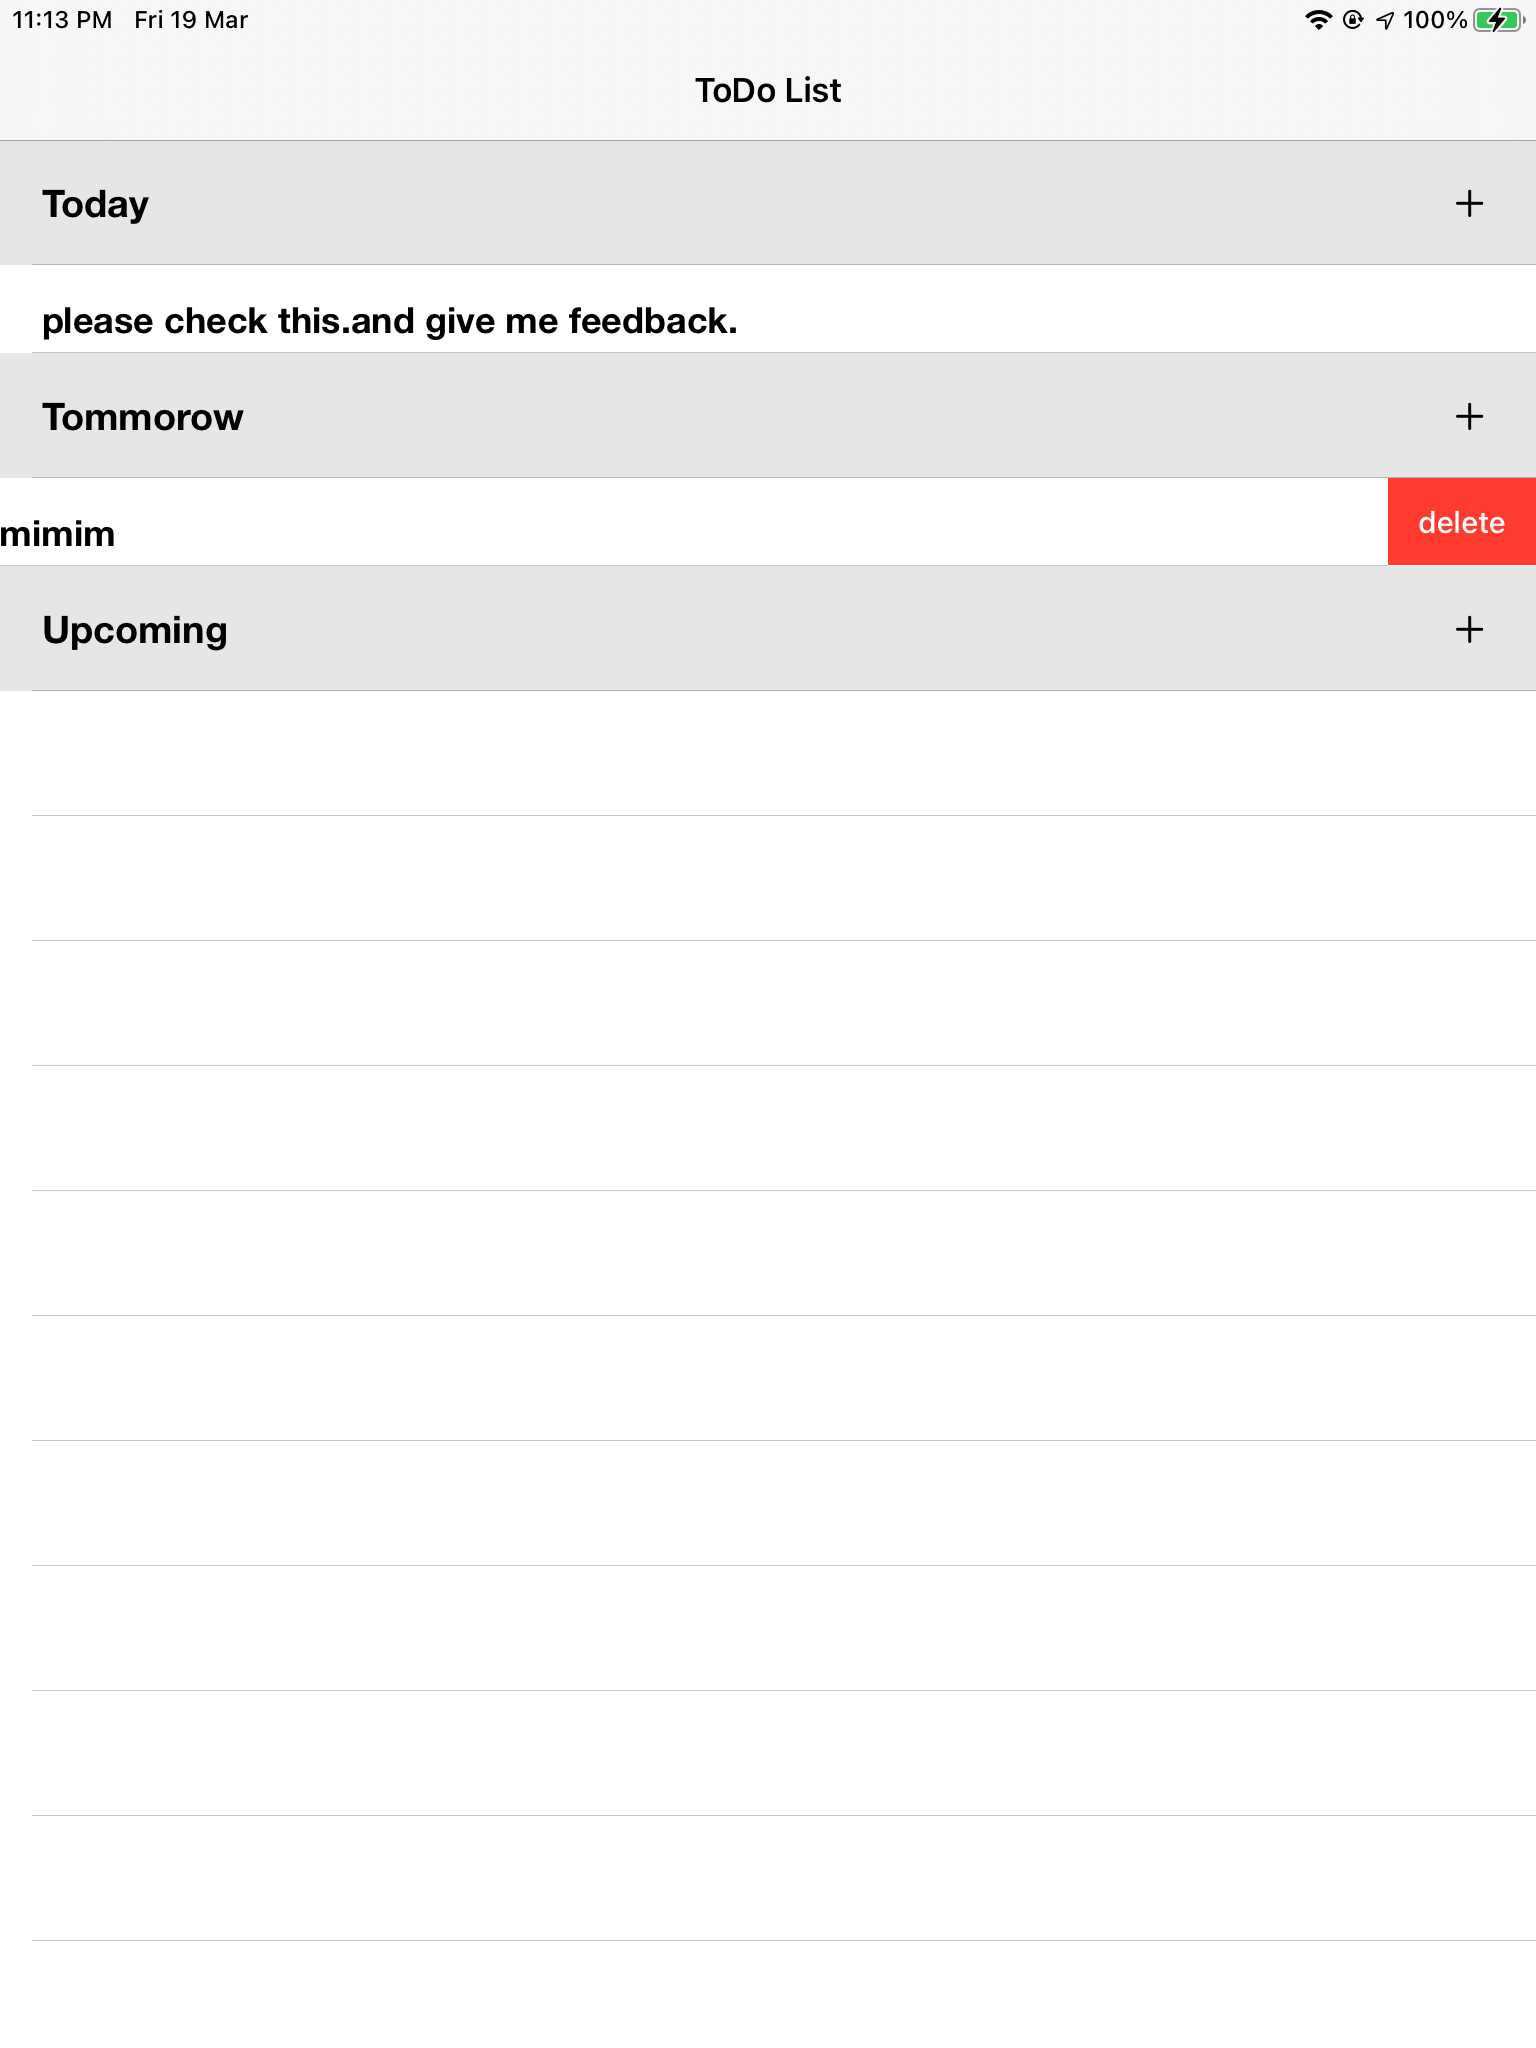 11:13 PM Fri 19 Mar 100%
ToDo List
Today +
please check this.and give me feedback.
Tommorow +
mimim delete
Upcoming +